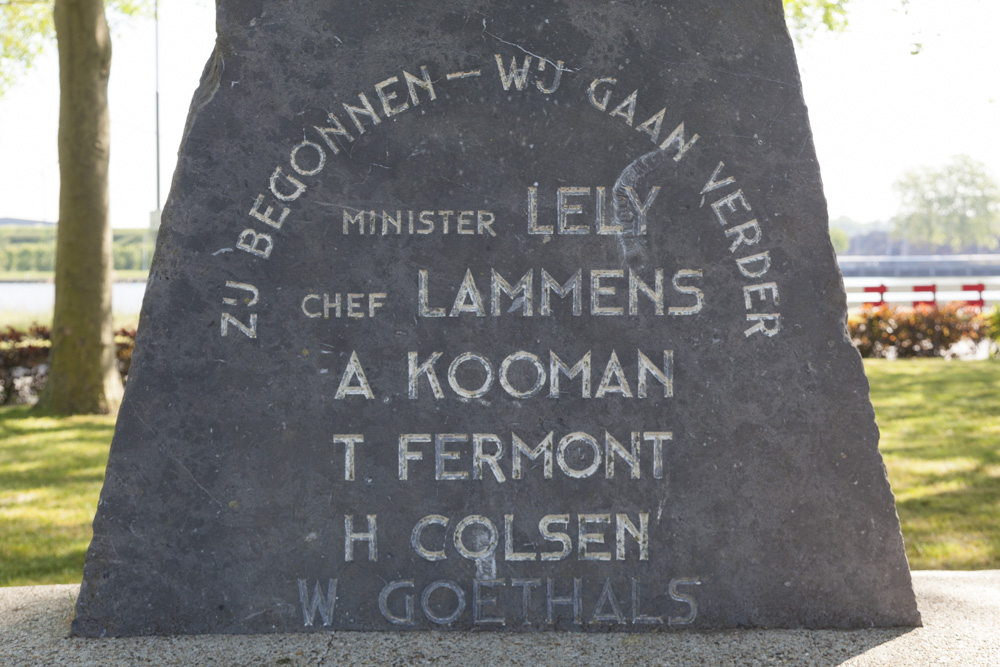 ZIJ BEGONNEN — WIJ GAAN VERDER
MINISTER LELY
CHEF LAMMENS
A KOOMAN
T FERMONT
H COLSEN
W GOETHALS